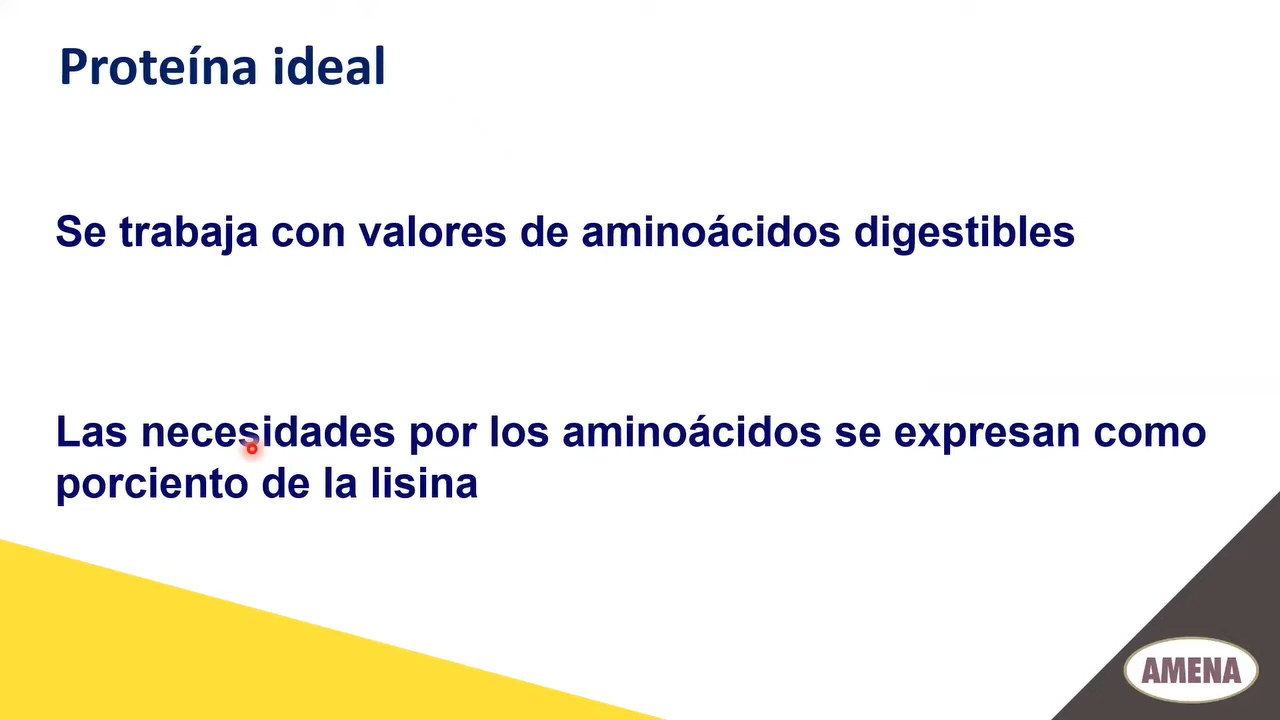 Proteína ideal
Se trabaja con valores de aminoácidos digestibles
Las necesidades por los aminoácidos se expresan como
porciento de la lisina
AMENA